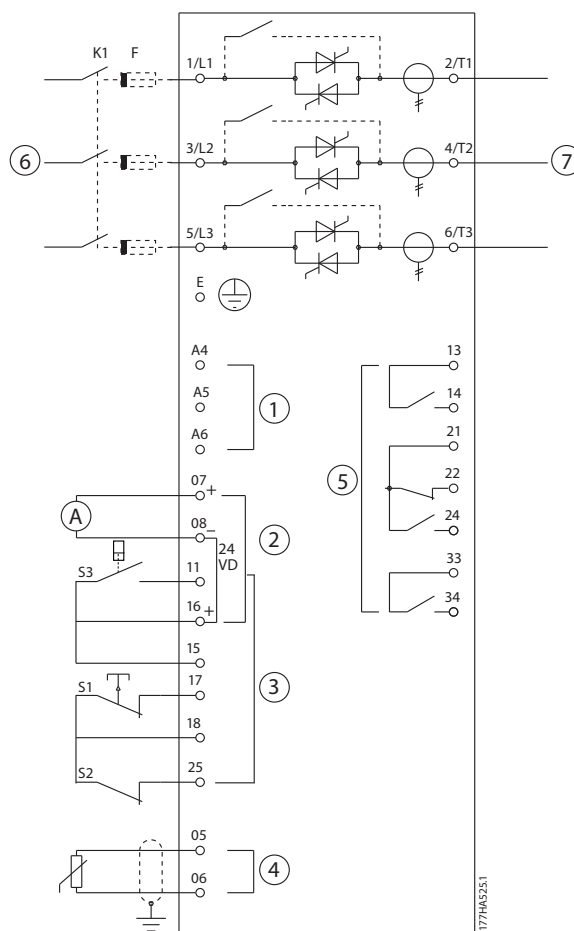 K1 F 1/L1 2/T1
6 3/L2 4/T2 7
5/L3 6/T3
E
A4 13
A5 1 14
A6 21
5 22
07 + 24
A 08 – 2
24
VD
S3 11 33
16 + 34
15
3
S1 17
18
S2 25
05
4
06
177HA525.1